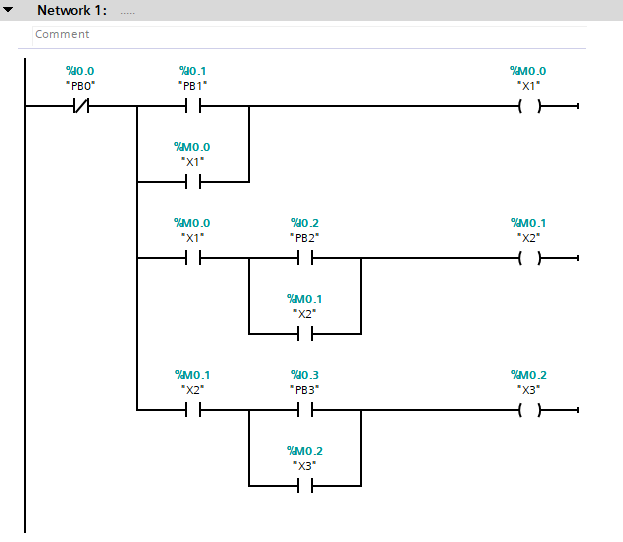 Network 1: .....
Comment
%I0.0 %I0.1 %M0.0
"PB0" "PB1" "X1"
%M0.0
"X1"
%M0.0 %I0.2 %M0.1
"X1" "PB2" "X2"
%M0.1
"X2"
%M0.1 %I0.3 %M0.2
"X2" "PB3" "X3"
%M0.2
"X3"